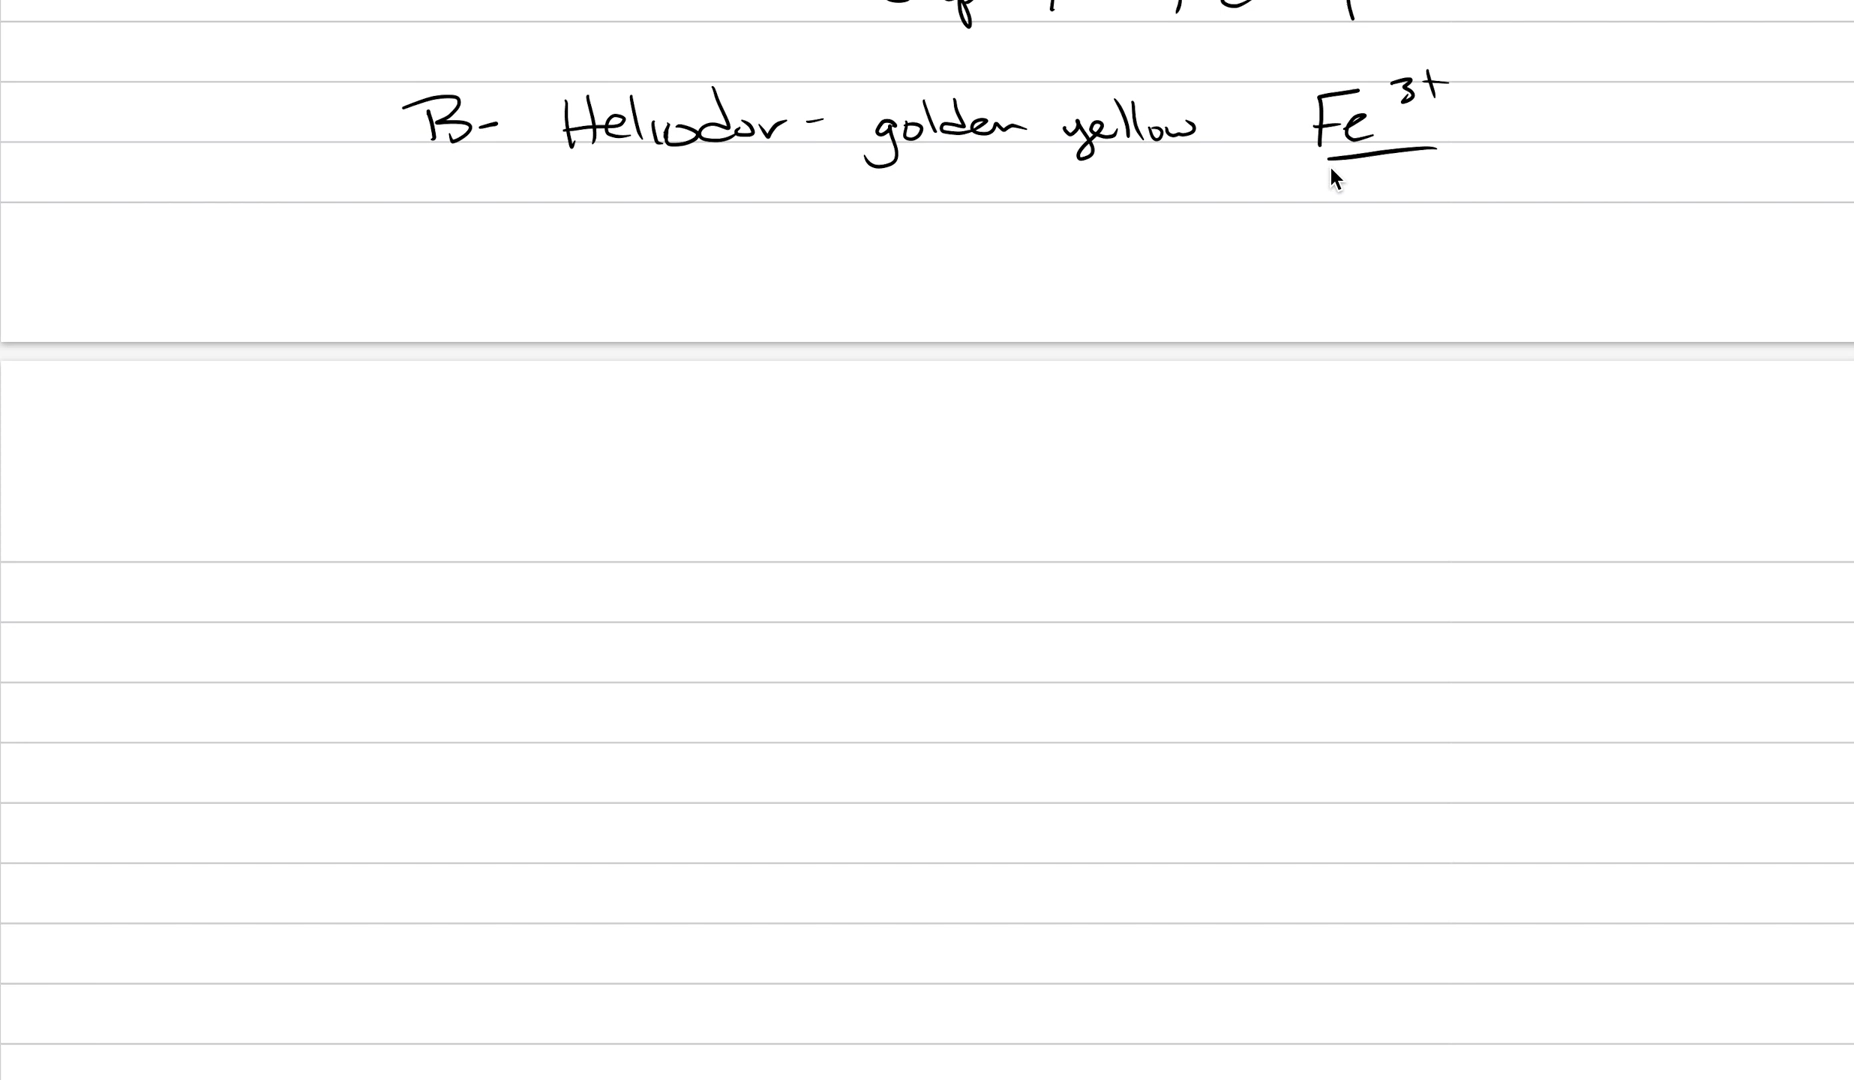 B- Heliodor - golden yellow Fe³⁺